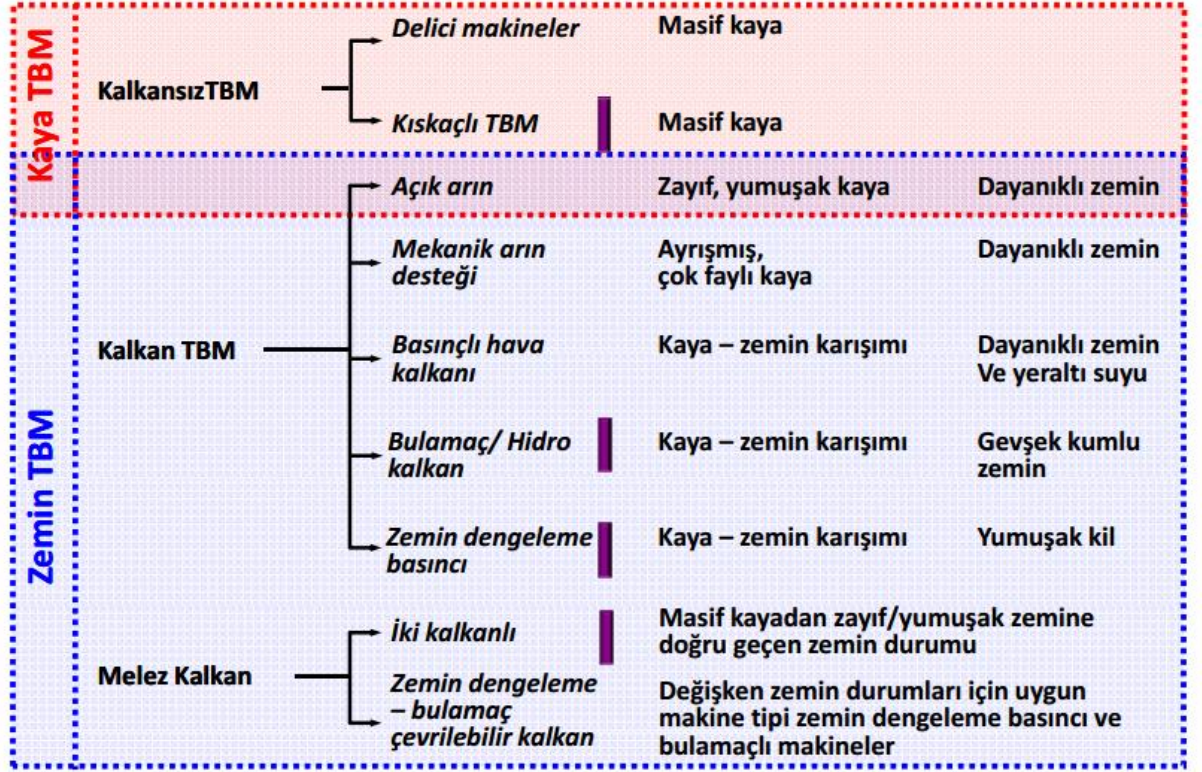 Kaya TBM
Delici makineler Masif kaya
KalkansızTBM
Kıskaçlı TBM Masif kaya
Zemin TBM
Açık arın Zayıf, yumuşak kaya Dayanıklı zemin
Mekanik arın
desteği
Ayrışmış,
çok faylı kaya
Dayanıklı zemin
Kalkan TBM
Basınçlı hava
kalkanı
Kaya – zemin karışımı
Dayanıklı zemin
Ve yeraltı suyu
Bulamaç/ Hidro
kalkan
Kaya – zemin karışımı
Gevşek kumlu
zemin
Zemin dengeleme
basıncı
Kaya – zemin karışımı
Yumuşak kil
Melez Kalkan
İki kalkanlı
Masif kayadan zayıf/yumuşak zemine
doğru geçen zemin durumu
Zemin dengeleme
– bulamaç
çevrilebilir kalkan
Değişken zemin durumları için uygun
makine tipi zemin dengeleme basıncı ve
bulamaçlı makineler